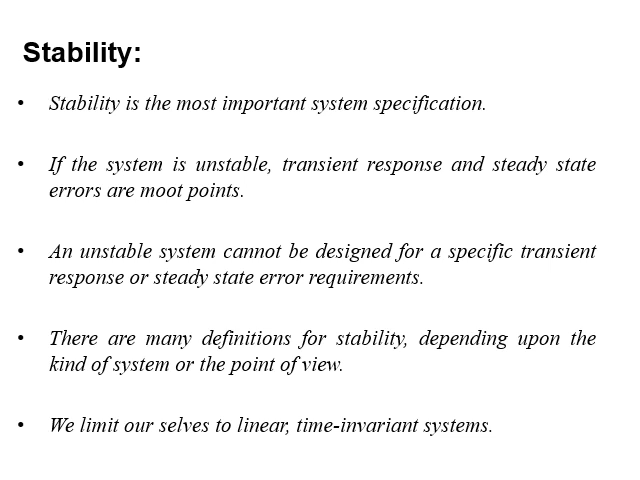 Stability:
• Stability is the most important system specification.
• If the system is unstable, transient response and steady state
errors are moot points.
• An unstable system cannot be designed for a specific transient
response or steady state error requirements.
• There are many definitions for stability, depending upon the
kind of system or the point of view.
• We limit our selves to linear, time-invariant systems.